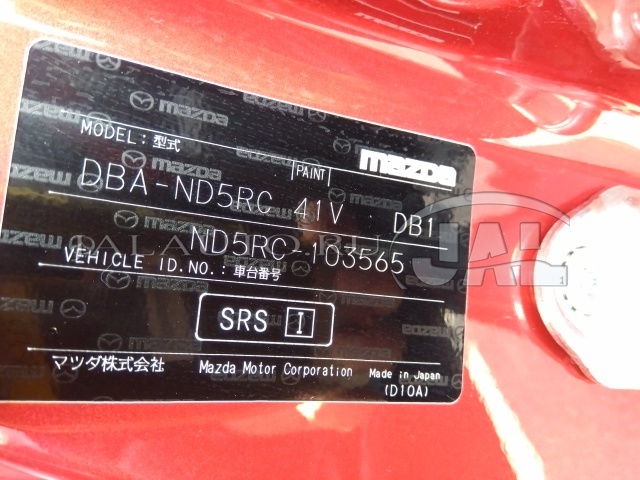 mazda
MODEL: 型式 PAINT
DBA-ND5RC 41V DB1
ND5RC-103565
VEHICLE ID.NO.: 車台番号
SRS I
マツダ株式会社 Mazda Motor Corporation Made in Japan
(D10A)
JAL